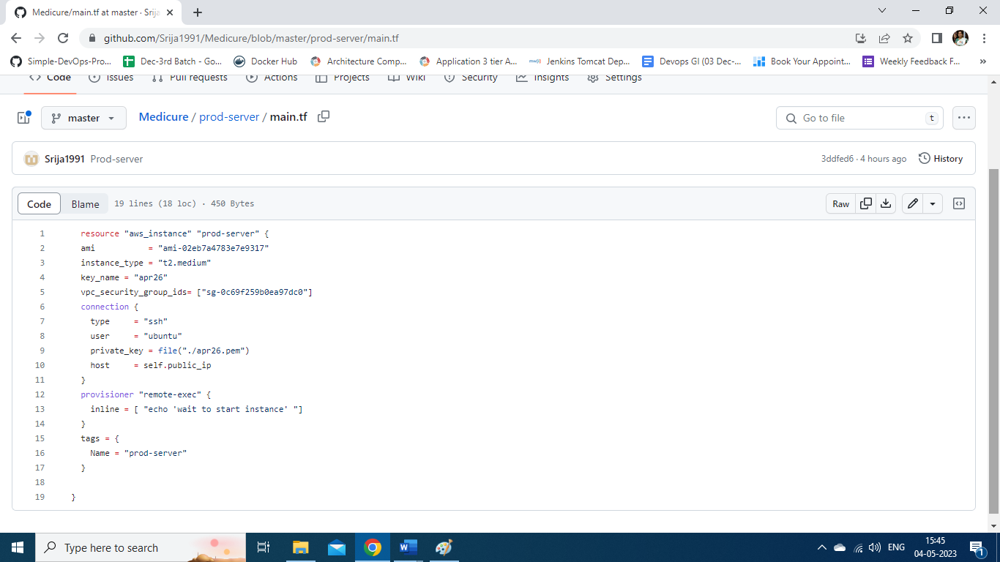 Medicure/main.tf at master · Srija
github.com/Srija1991/Medicure/blob/master/prod-server/main.tf
Simple-DevOps-Pro... Dec-3rd Batch - Go... Docker Hub Architecture Comp... Application 3 tier A... Jenkins Tomcat Dep... Devops GI (03 Dec-... Book Your Appoint... Weekly Feedback F... »
Code Issues Pull requests Actions Projects Wiki Security Insights Settings
master Medicure / prod-server / main.tf Go to file t
Srija1991 Prod-server 3ddfed6 · 4 hours ago History
Code Blame 19 lines (18 loc) · 450 Bytes Raw
1 resource "aws_instance" "prod-server" {
2 ami = "ami-02eb7a4783e7e9317"
3 instance_type = "t2.medium"
4 key_name = "apr26"
5 vpc_security_group_ids= ["sg-0c69f259b0ea97dc0"]
6 connection {
7 type = "ssh"
8 user = "ubuntu"
9 private_key = file("./apr26.pem")
10 host = self.public_ip
11 }
12 provisioner "remote-exec" {
13 inline = [ "echo 'wait to start instance' "]
14 }
15 tags = {
16 Name = "prod-server"
17 }
18
19 }
Type here to search
ENG
15:45
04-05-2023
1